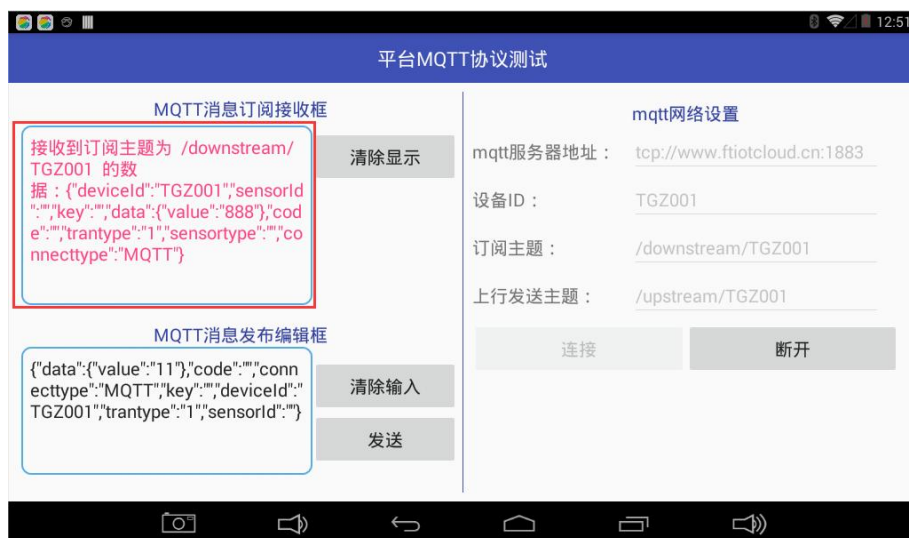 12:51
平台MQTT协议测试
MQTT消息订阅接收框
接收到订阅主题为 /downstream/
TGZ001 的数
据：{"deviceId":"TGZ001","sensorId
":"","key":"","data":{"value":"888"},"cod
e":"","trantype":"1","sensortype":"","co
nnecttype":"MQTT"}
清除显示
MQTT消息发布编辑框
{"data":{"value":"11"},"code":"","conn
ecttype":"MQTT","key":"","deviceId":"
TGZ001","trantype":"1","sensorId":""}
清除输入
发送
mqtt网络设置
mqtt服务器地址： tcp://www.ftiotcloud.cn:1883
设备ID： TGZ001
订阅主题： /downstream/TGZ001
上行发送主题： /upstream/TGZ001
连接 断开